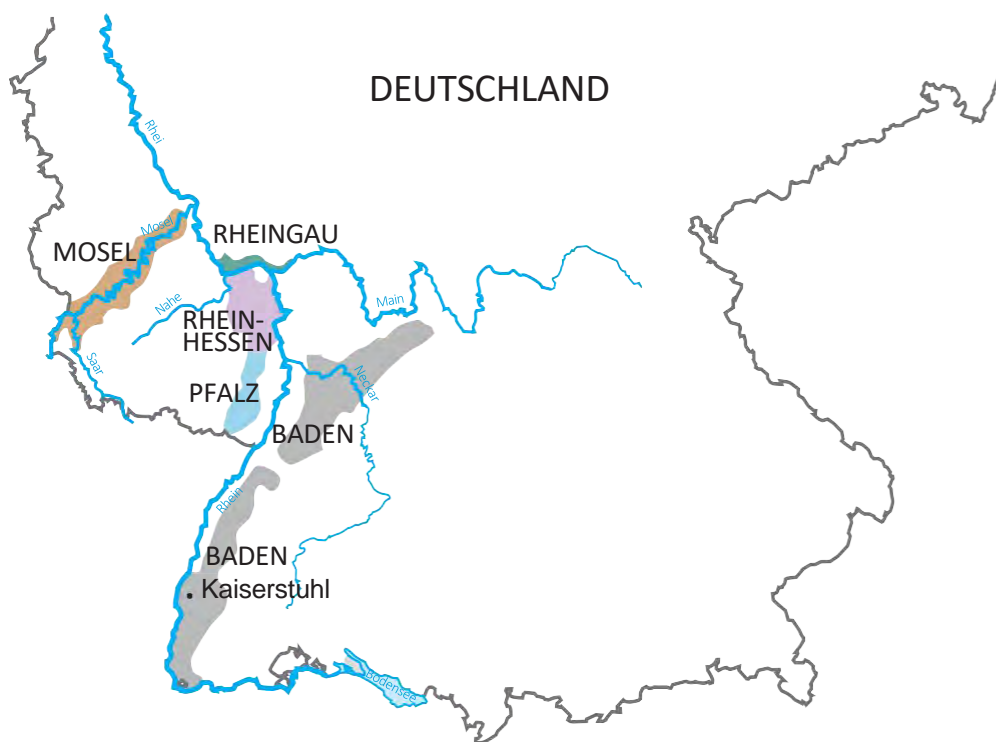 DEUTSCHLAND
Rhei
Mosel
MOSEL
RHEINGAU
Nahe
Main
RHEIN-
HESSEN
Saar
PFALZ
Neckar
BADEN
Rhein
BADEN
Kaiserstuhl
Bodensee